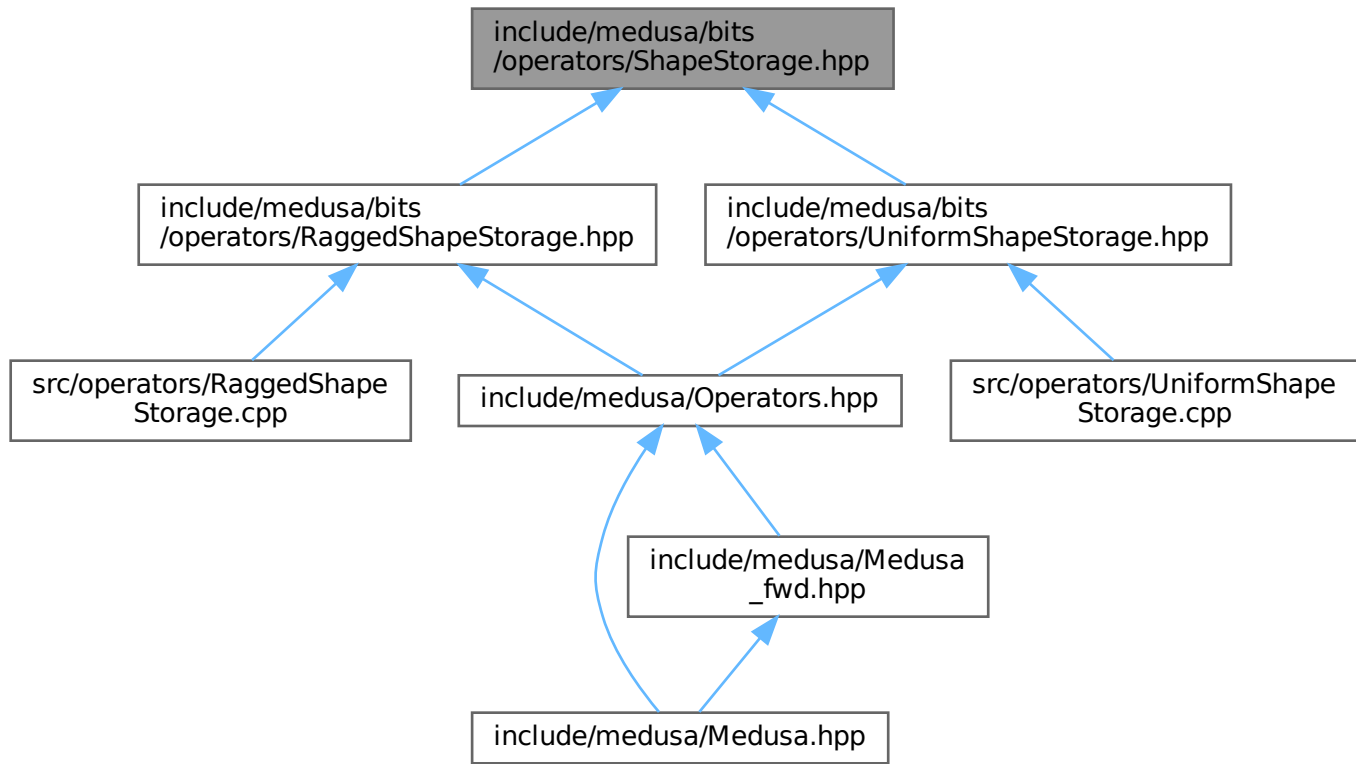 include/medusa/bits
/operators/ShapeStorage.hpp
include/medusa/bits
/operators/RaggedShapeStorage.hpp
include/medusa/bits
/operators/UniformShapeStorage.hpp
src/operators/RaggedShape
Storage.cpp
include/medusa/Operators.hpp
src/operators/UniformShape
Storage.cpp
include/medusa/Medusa
_fwd.hpp
include/medusa/Medusa.hpp